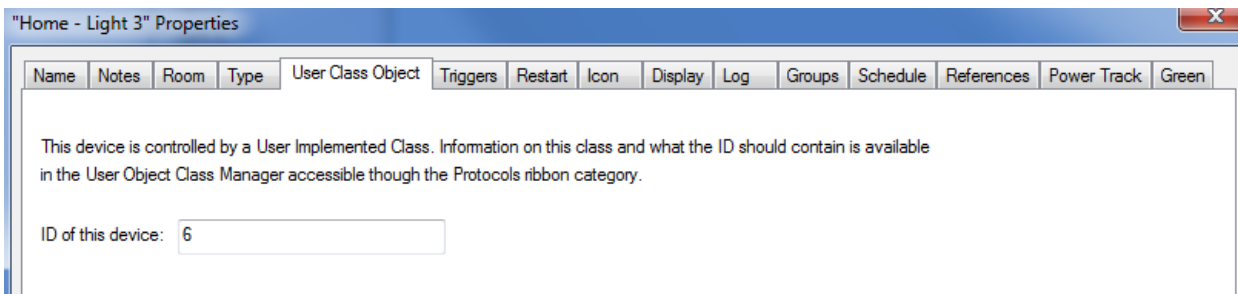 "Home - Light 3" Properties
Name Notes Room Type User Class Object Triggers Restart Icon Display Log Groups Schedule References Power Track Green
This device is controlled by a User Implemented Class. Information on this class and what the ID should contain is available
in the User Object Class Manager accessible though the Protocols ribbon category.
ID of this device: 6